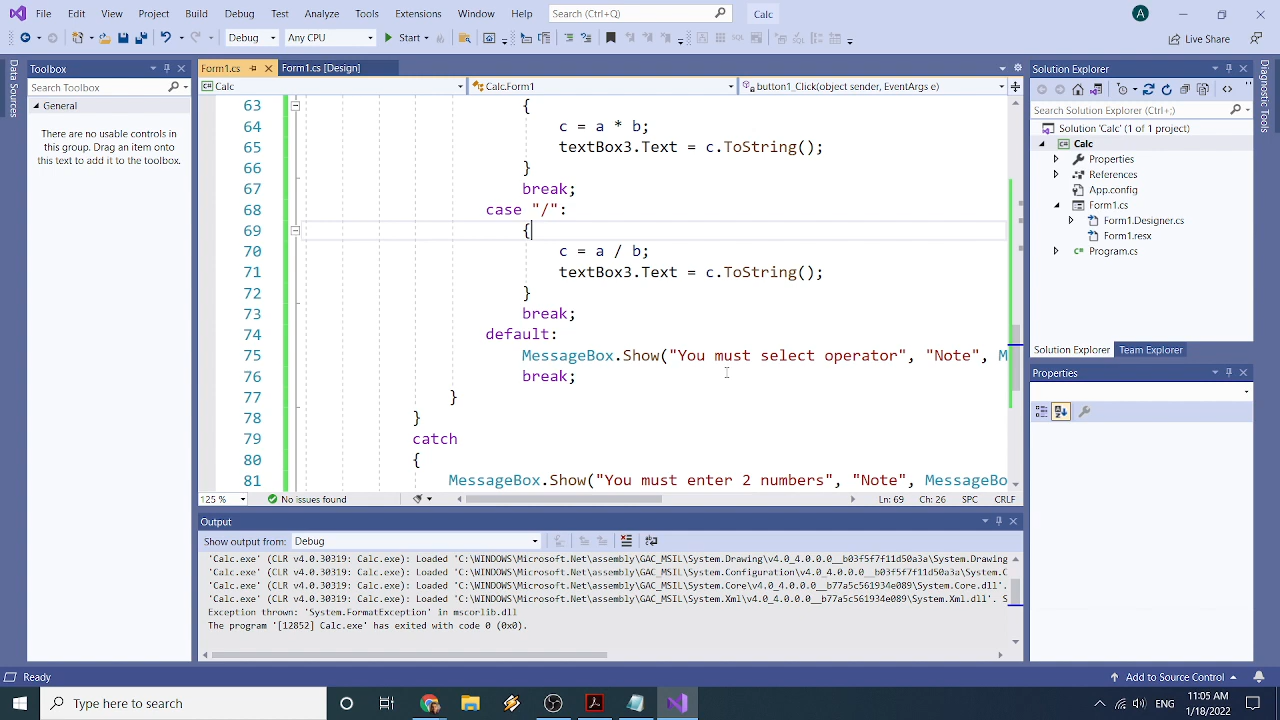 File Edit View Git Project Build Debug Test Analyze Tools Extensions Window Help Search (Ctrl+Q) Calc A
Debug Any CPU Start Live Share
Data Sources
Toolbox
Search Toolbox
General
There are no usable controls in
this group. Drag an item onto
this text to add it to the toolbox.
Form1.cs Form1.cs [Design]
Calc Calc.Form1 button1_Click(object sender, EventArgs e)
63 {
64 c = a * b;
65 textBox3.Text = c.ToString();
66 }
67 break;
68 case "/":
69 {
70 c = a / b;
71 textBox3.Text = c.ToString();
72 }
73 break;
74 default:
75 MessageBox.Show("You must select operator", "Note", M
76 break;
77 }
78 }
79 catch
80 {
81 MessageBox.Show("You must enter 2 numbers", "Note", MessageBo
125 % No issues found Ln: 69 Ch: 26 SPC CRLF
Output
Show output from: Debug
'Calc.exe' (CLR v4.0.30319: Calc.exe): Loaded 'C:\WINDOWS\Microsoft.Net\assembly\GAC_MSIL\System.Drawing\v4.0_4.0.0.0__b03f5f7f11d50a3a\System.Drawing
'Calc.exe' (CLR v4.0.30319: Calc.exe): Loaded 'C:\WINDOWS\Microsoft.Net\assembly\GAC_MSIL\System.Configuration\v4.0_4.0.0.0__b03f5f7f11d50a3a\System.C
'Calc.exe' (CLR v4.0.30319: Calc.exe): Loaded 'C:\WINDOWS\Microsoft.Net\assembly\GAC_MSIL\System.Core\v4.0_4.0.0.0__b77a5c561934e089\System.Core.dll'.
'Calc.exe' (CLR v4.0.30319: Calc.exe): Loaded 'C:\WINDOWS\Microsoft.Net\assembly\GAC_MSIL\System.Xml\v4.0_4.0.0.0__b77a5c561934e089\System.Xml.dll'. S
Exception thrown: 'System.FormatException' in mscorlib.dll
The program '[12852] Calc.exe' has exited with code 0 (0x0).
Solution Explorer
Search Solution Explorer (Ctrl+;)
Solution 'Calc' (1 of 1 project)
Calc
Properties
References
App.config
Form1.cs
Form1.Designer.cs
Form1.resx
Program.cs
Solution Explorer Team Explorer
Properties
Diagnostic Tools
Ready Add to Source Control
Type here to search ENG 11:05 AM
1/18/2022